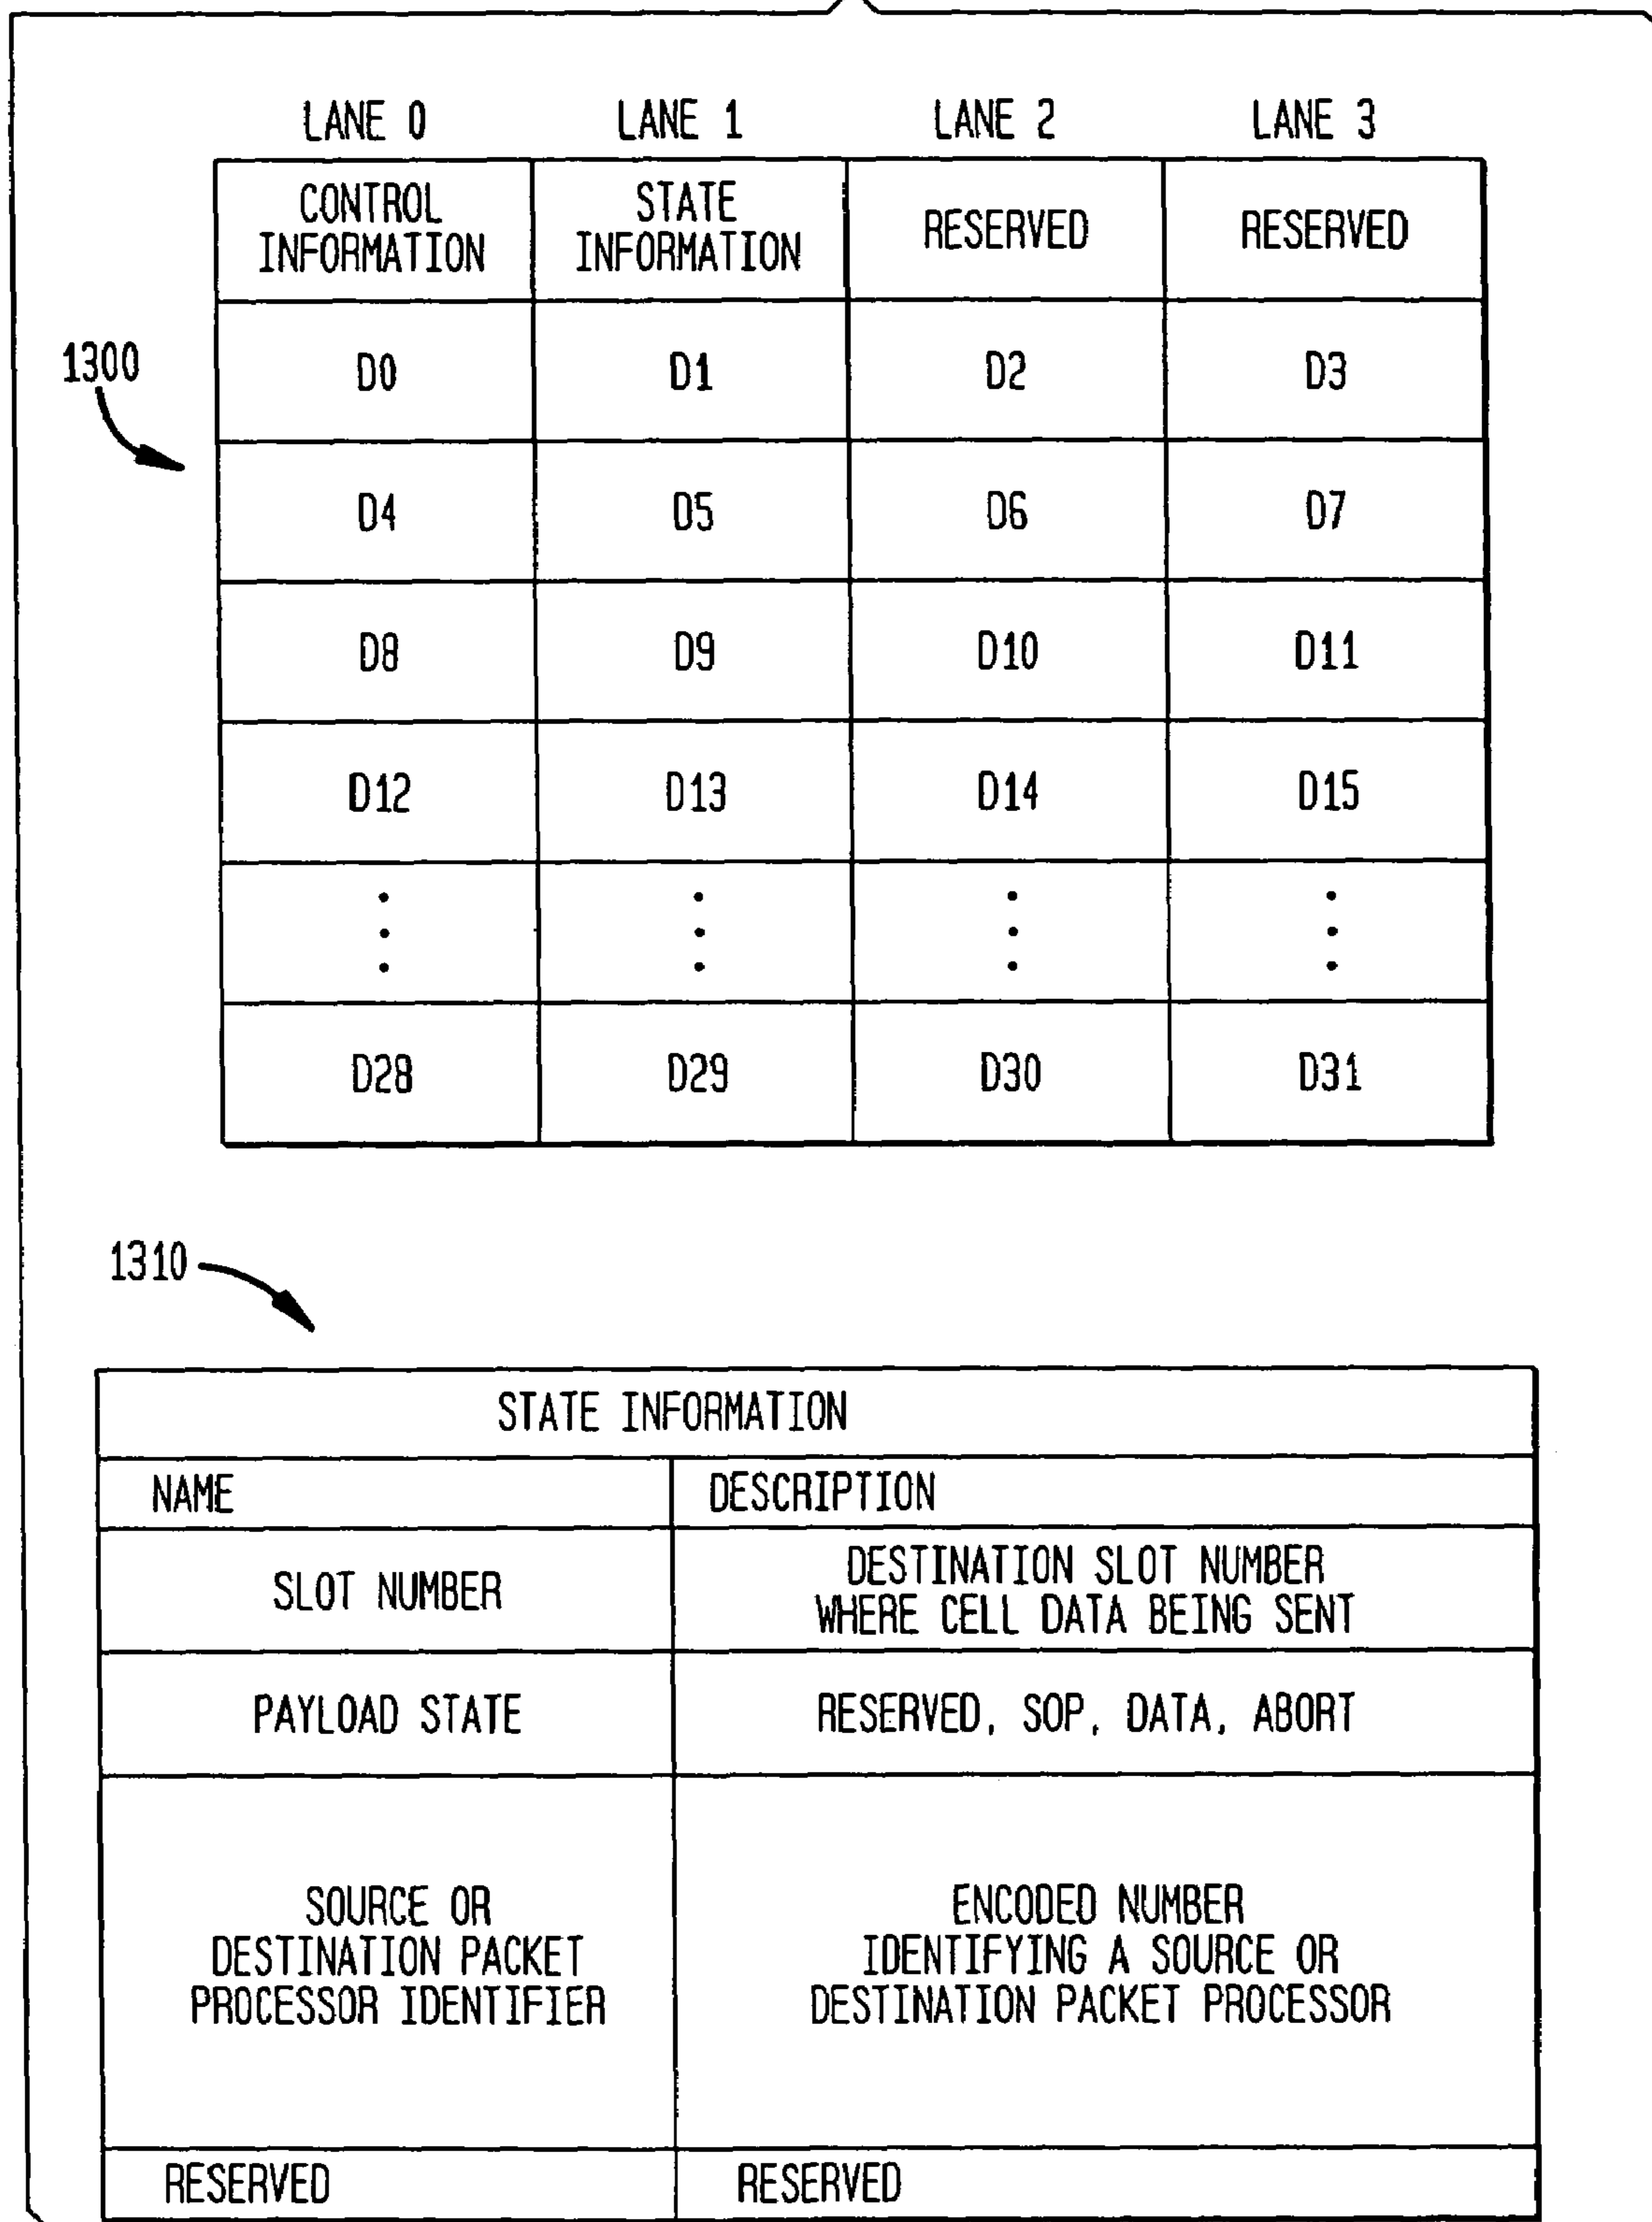 LANE 0 LANE 1 LANE 2 LANE 3
CONTROL INFORMATION STATE INFORMATION RESERVED RESERVED
1300
D0 D1 D2 D3
D4 D5 D6 D7
D8 D9 D10 D11
D12 D13 D14 D15
D28 D29 D30 D31
1310
STATE INFORMATION
NAME DESCRIPTION
SLOT NUMBER
DESTINATION SLOT NUMBER
WHERE CELL DATA BEING SENT
PAYLOAD STATE RESERVED, SOP, DATA, ABORT
SOURCE OR
DESTINATION PACKET
PROCESSOR IDENTIFIER
ENCODED NUMBER
IDENTIFYING A SOURCE OR
DESTINATION PACKET PROCESSOR
RESERVED RESERVED